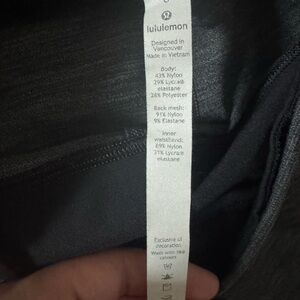 lululemon
Designed in
Vancouver
Made in Vietnam
Body:
43% Nylon
29% Lycra®
elastane
28% Polyester
Back mesh:
91% Nylon
9% Elastane
Inner
waistband:
69% Nylon
31% Lycra®
elastane
Exclusive of
decoration
Wash with like
colours